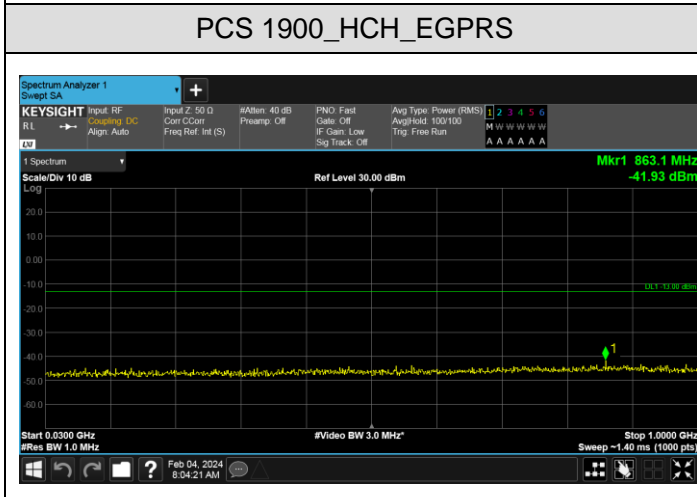 PCS 1900_HCH_EGPRS
Spectrum Analyzer 1
Swept SA
+
KEYSIGHT
RL
LXI
Input: RF
Coupling: DC
Align: Auto
Input Z: 50 Ω
Corr CCorr
Freq Ref: Int (S)
#Atten: 40 dB
Preamp: Off
PNO: Fast
Gate: Off
IF Gain: Low
Sig Track: Off
Avg Type: Power (RMS)
Avg|Hold: 100/100
Trig: Free Run
1 2 3 4 5 6
M W W W W W
A A A A A A
1 Spectrum
Scale/Div 10 dB
Ref Level 30.00 dBm
Mkr1 863.1 MHz
-41.93 dBm
Log
20.0
10.0
0.00
-10.0
DL1 -13.00 dBm
-20.0
-30.0
-40.0
1
-50.0
-60.0
Start 0.0300 GHz
#Video BW 3.0 MHz*
Stop 1.0000 GHz
#Res BW 1.0 MHz
Sweep ~1.40 ms (1000 pts)
?
Feb 04, 2024
8:04:21 AM